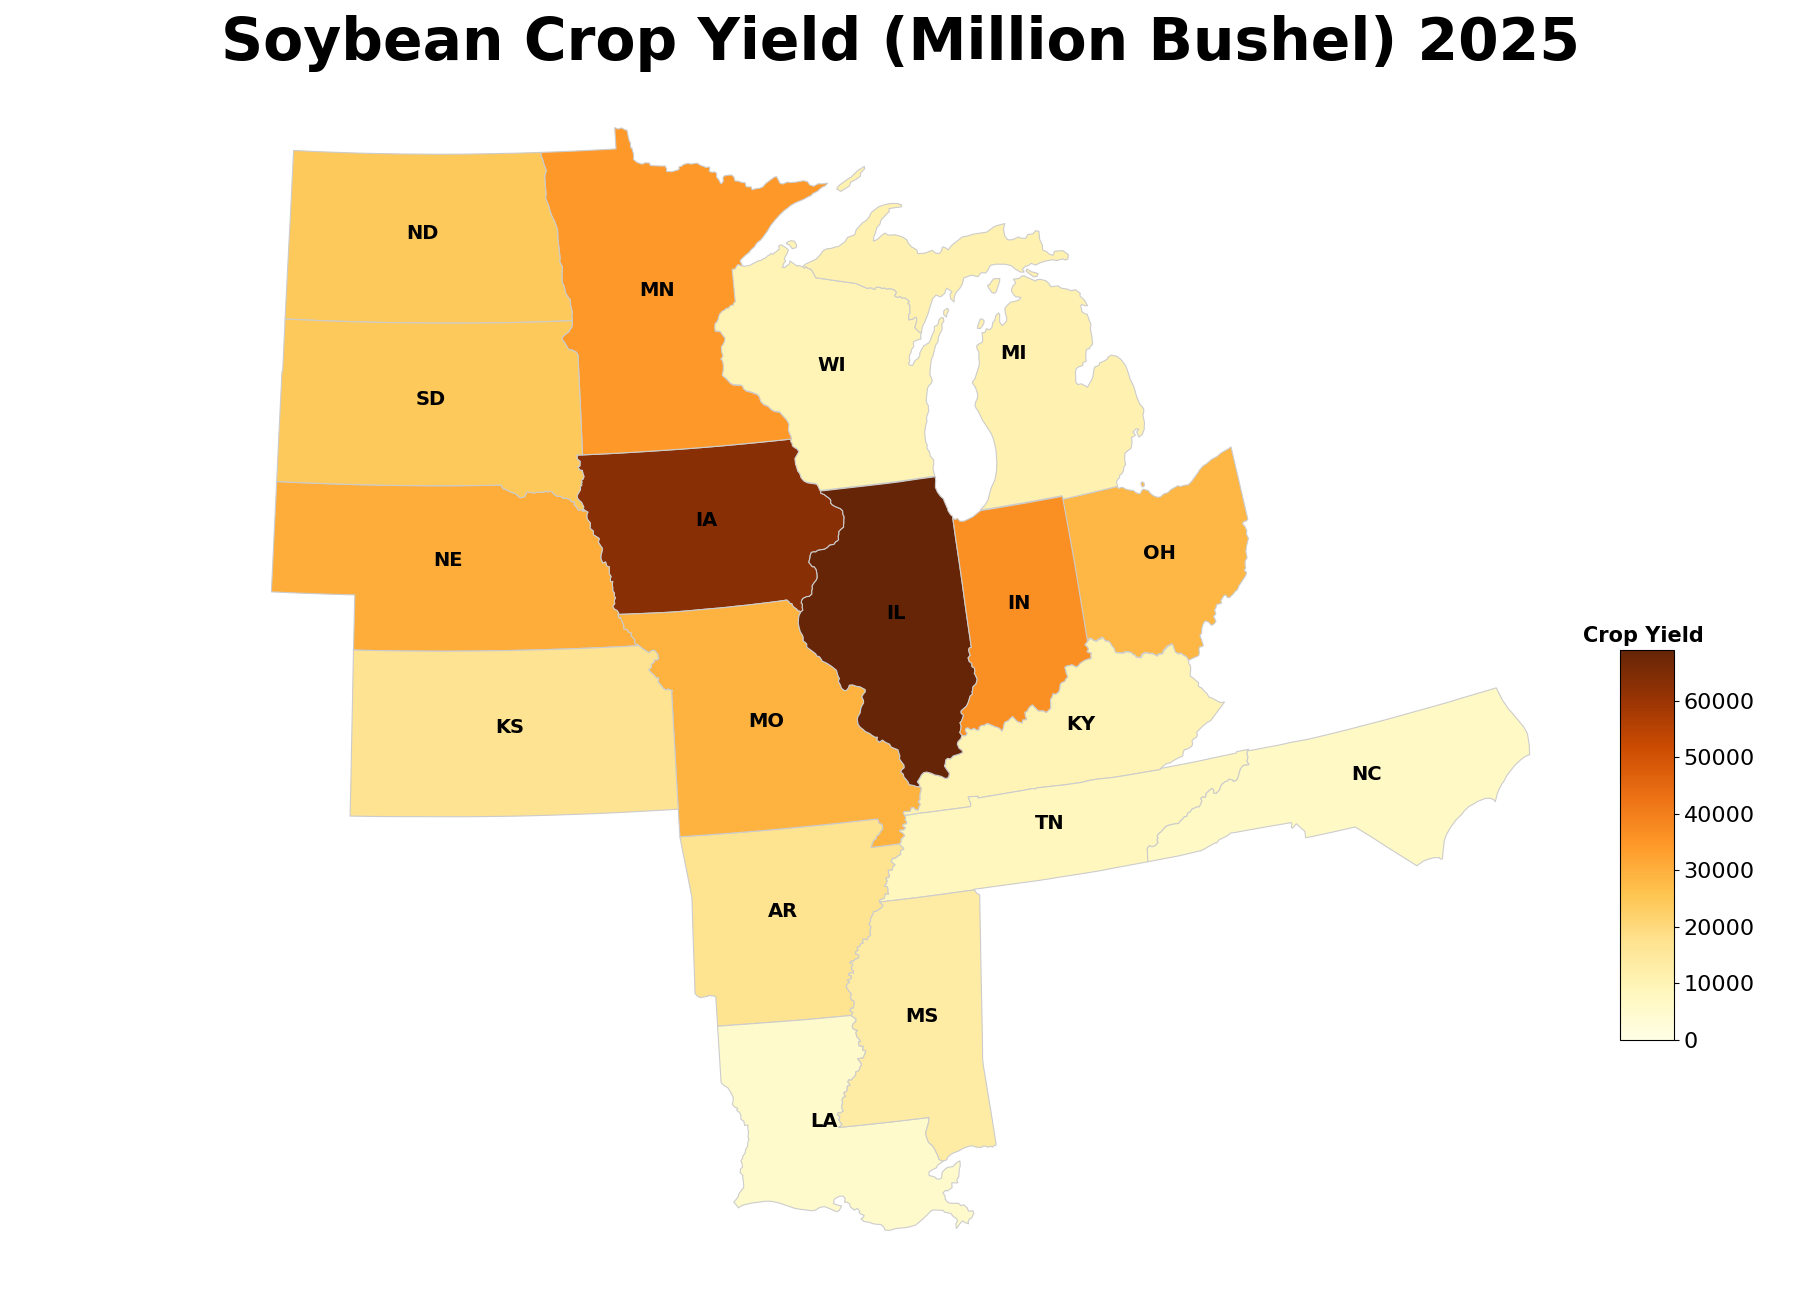 Soybean Crop Yield (Million Bushel) 2025
ND
MN
WI
MI
SD
IA
NE
IL
IN
OH
KS
MO
KY
TN
NC
AR
MS
LA
Crop Yield
60000
50000
40000
30000
20000
10000
0